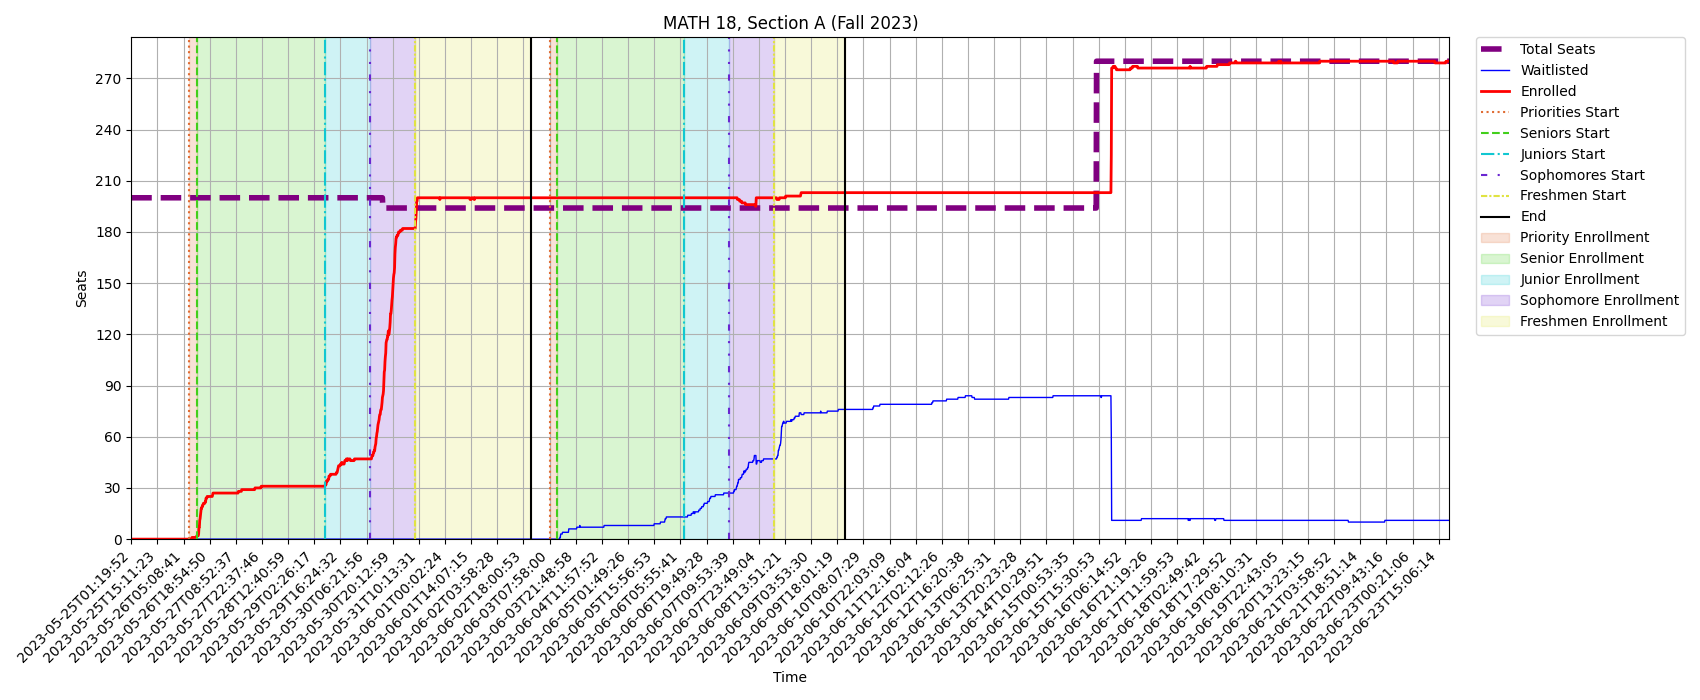 MATH 18, Section A (Fall 2023)
Seats
270
240
210
180
150
120
90
60
30
0
2023-05-25T01:19:52
2023-05-25T15:11:23
2023-05-26T05:08:41
2023-05-26T18:54:50
2023-05-27T08:52:37
2023-05-27T22:37:46
2023-05-28T12:40:59
2023-05-29T02:26:17
2023-05-29T16:24:32
2023-05-30T06:21:56
2023-05-30T20:12:59
2023-05-31T10:13:31
2023-06-01T00:02:24
2023-06-01T14:07:15
2023-06-02T03:58:28
2023-06-02T18:00:53
2023-06-03T07:58:00
2023-06-03T21:48:58
2023-06-04T11:57:52
2023-06-05T01:49:26
2023-06-05T15:56:53
2023-06-06T05:55:41
2023-06-06T19:49:28
2023-06-07T09:53:39
2023-06-07T23:49:04
2023-06-08T13:51:21
2023-06-09T03:53:30
2023-06-09T18:01:19
2023-06-10T08:07:29
2023-06-10T22:03:09
2023-06-11T12:16:04
2023-06-12T02:12:26
2023-06-12T16:20:38
2023-06-13T06:25:31
2023-06-13T20:23:28
2023-06-14T10:29:51
2023-06-15T00:53:35
2023-06-15T15:30:53
2023-06-16T06:14:52
2023-06-16T21:19:26
2023-06-17T11:59:53
2023-06-18T02:49:42
2023-06-18T17:29:52
2023-06-19T08:10:31
2023-06-19T22:43:05
2023-06-20T13:23:15
2023-06-21T03:58:52
2023-06-21T18:51:14
2023-06-22T09:43:16
2023-06-23T00:21:06
2023-06-23T15:06:14
Time
Total Seats
Waitlisted
Enrolled
Priorities Start
Seniors Start
Juniors Start
Sophomores Start
Freshmen Start
End
Priority Enrollment
Senior Enrollment
Junior Enrollment
Sophomore Enrollment
Freshmen Enrollment